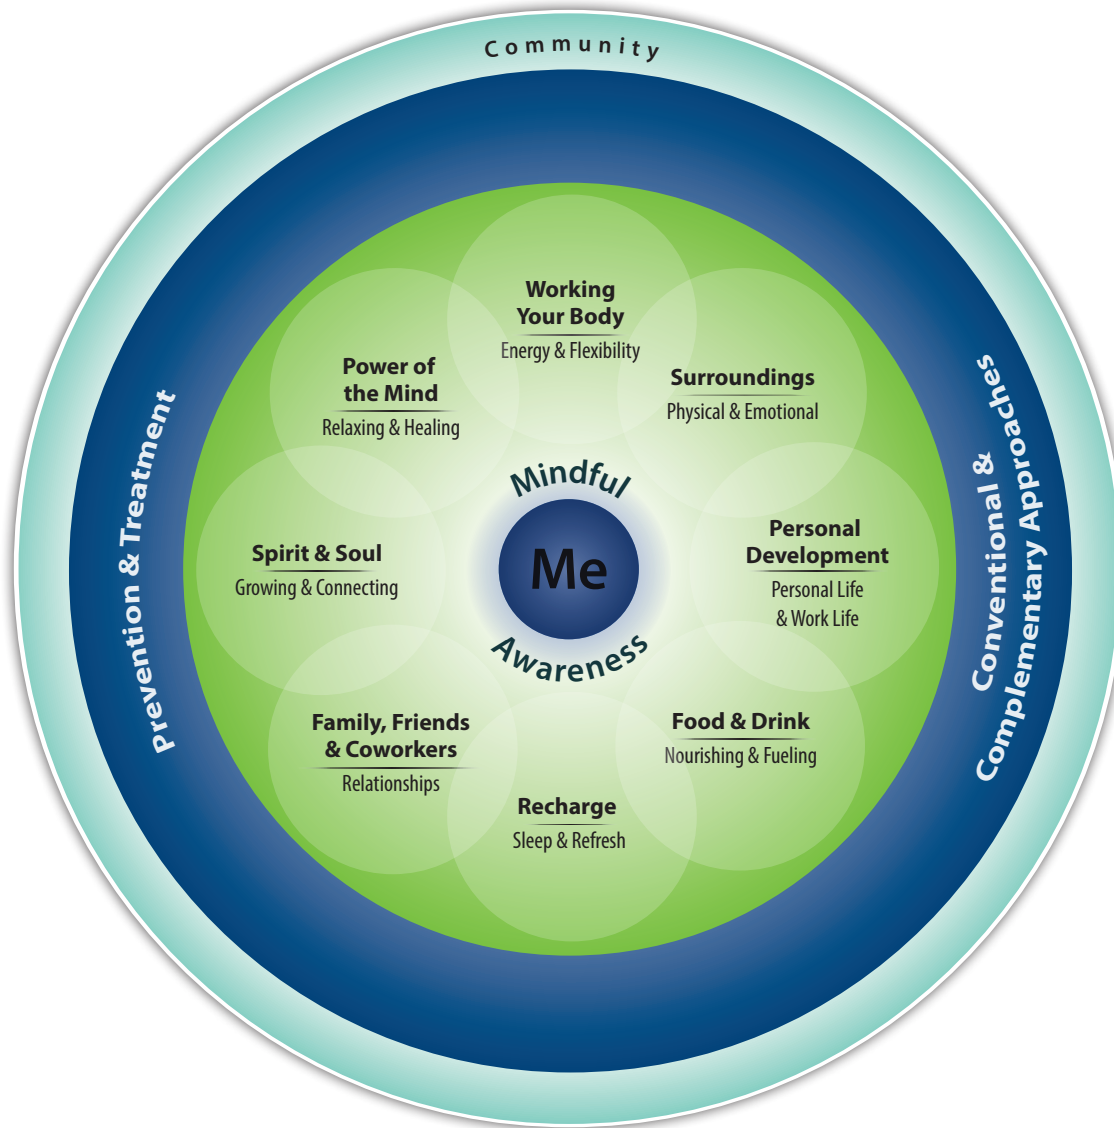 Community
Prevention & Treatment
Conventional &
Complementary Approaches
Working
Your Body
Energy & Flexibility
Surroundings
Physical & Emotional
Personal
Development
Personal Life
& Work Life
Food & Drink
Nourishing & Fueling
Recharge
Sleep & Refresh
Family, Friends
& Coworkers
Relationships
Spirit & Soul
Growing & Connecting
Power of
the Mind
Relaxing & Healing
Mindful
Me
Awareness